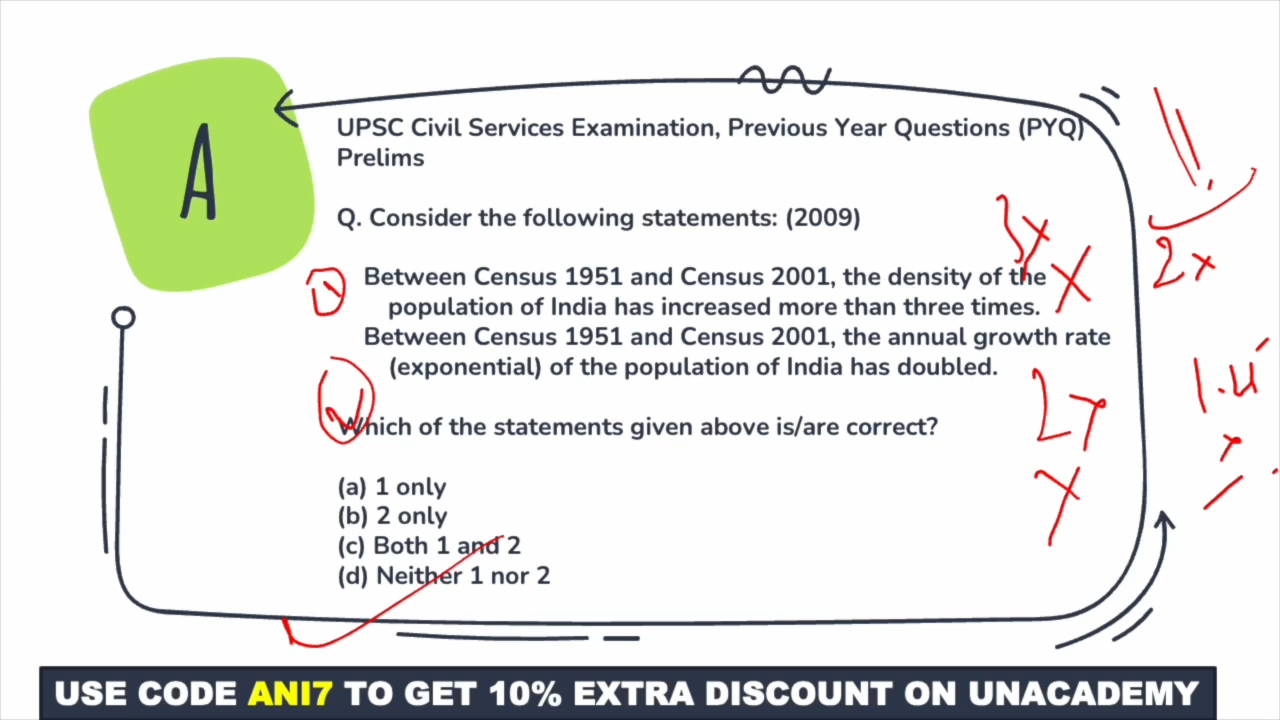 A
UPSC Civil Services Examination, Previous Year Questions (PYQ)
Prelims
Q. Consider the following statements: (2009)
3x
Between Census 1951 and Census 2001, the density of the
population of India has increased more than three times.
2x
Between Census 1951 and Census 2001, the annual growth rate
(exponential) of the population of India has doubled.
Which of the statements given above is/are correct?
(a) 1 only
(b) 2 only
(c) Both 1 and 2
(d) Neither 1 nor 2
USE CODE ANI7 TO GET 10% EXTRA DISCOUNT ON UNACADEMY